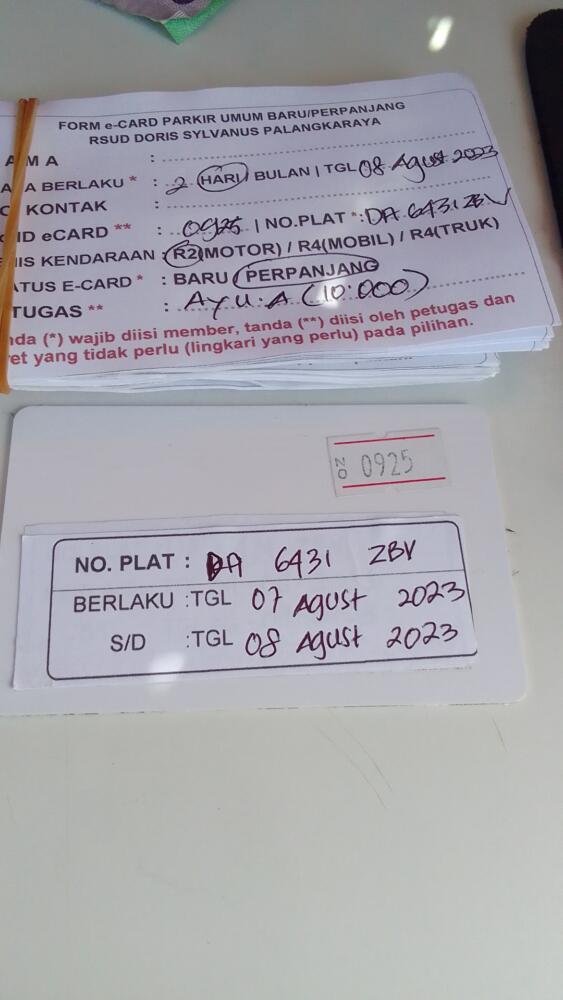 FORM e-CARD PARKIR UMUM BARU/PERPANJANG
RSUD DORIS SYLVANUS PALANGKARAYA
A M A :
A BERLAKU * : 2 HARI / BULAN | TGL 08 Agust 2023
KONTAK :
ID eCARD ** : 0925 | NO.PLAT *: DA 6431 ZBV
IS KENDARAAN : R2(MOTOR) / R4(MOBIL) / R4(TRUK)
ATUS E-CARD * : BARU / PERPANJANG
TUGAS ** : AYU.A (10.000)
nda (*) wajib diisi member, tanda (**) diisi oleh petugas dan
et yang tidak perlu (lingkari yang perlu) pada pilihan.
NO 0925
NO. PLAT : DA 6431 ZBV
BERLAKU :TGL 07 Agust 2023
S/D :TGL 08 Agust 2023